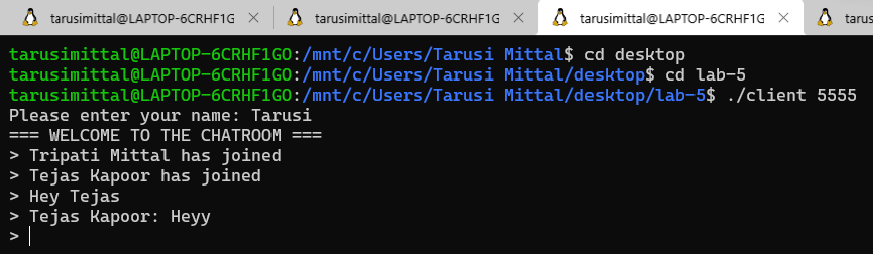 tarusimittal@LAPTOP-6CRHF1G tarusimittal@LAPTOP-6CRHF1G tarusimittal@LAPTOP-6CRHF1G tarus
tarusimittal@LAPTOP-6CRHF1GO:/mnt/c/Users/Tarusi Mittal$ cd desktop
tarusimittal@LAPTOP-6CRHF1GO:/mnt/c/Users/Tarusi Mittal/desktop$ cd lab-5
tarusimittal@LAPTOP-6CRHF1GO:/mnt/c/Users/Tarusi Mittal/desktop/lab-5$ ./client 5555
Please enter your name: Tarusi
=== WELCOME TO THE CHATROOM ===
> Tripati Mittal has joined
> Tejas Kapoor has joined
> Hey Tejas
> Tejas Kapoor: Heyy
>